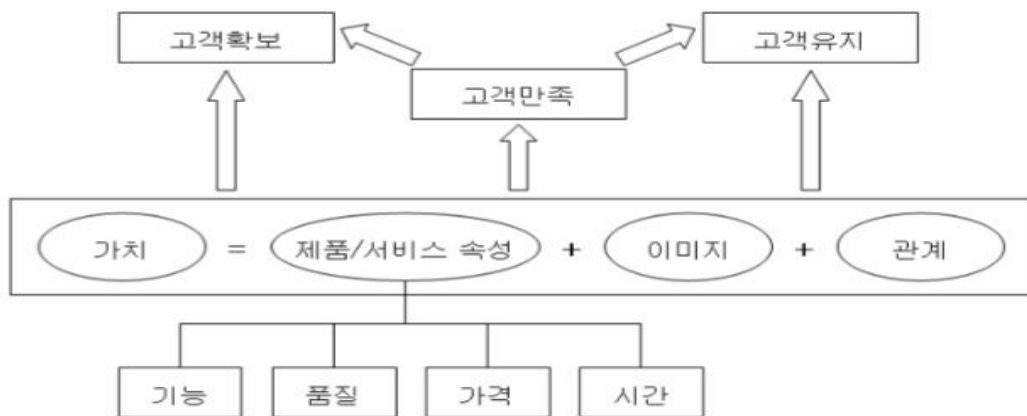 고객확보
고객유지
고객만족
가치 = 제품/서비스 속성 + 이미지 + 관계
기능 품질 가격 시간